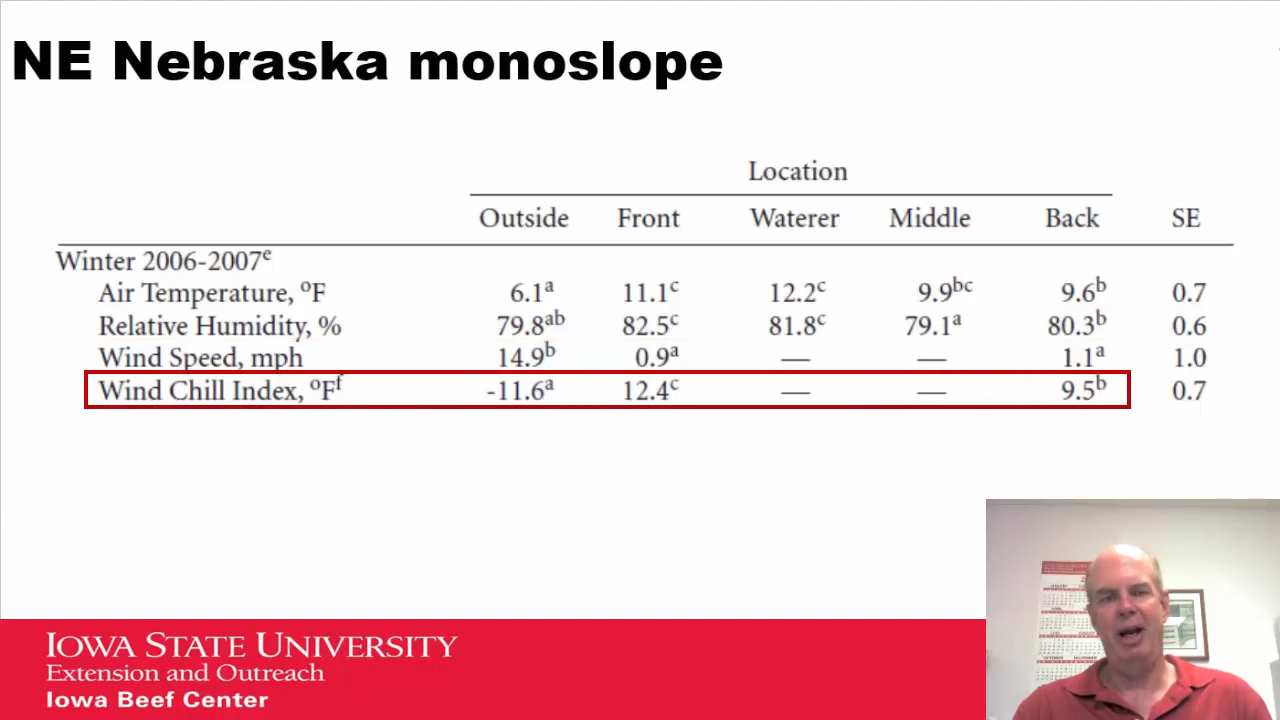 NE Nebraska monoslope
Location
Outside Front Waterer Middle Back SE
Winter 2006-2007ᵉ
Air Temperature, ᵒF 6.1ᵃ 11.1ᶜ 12.2ᶜ 9.9ᵇᶜ 9.6ᵇ 0.7
Relative Humidity, % 79.8ᵃᵇ 82.5ᶜ 81.8ᶜ 79.1ᵃ 80.3ᵇ 0.6
Wind Speed, mph 14.9ᵇ 0.9ᵃ — — 1.1ᵃ 1.0
Wind Chill Index, ᵒFᶠ -11.6ᵃ 12.4ᶜ — — 9.5ᵇ 0.7
IOWA STATE UNIVERSITY
Extension and Outreach
Iowa Beef Center